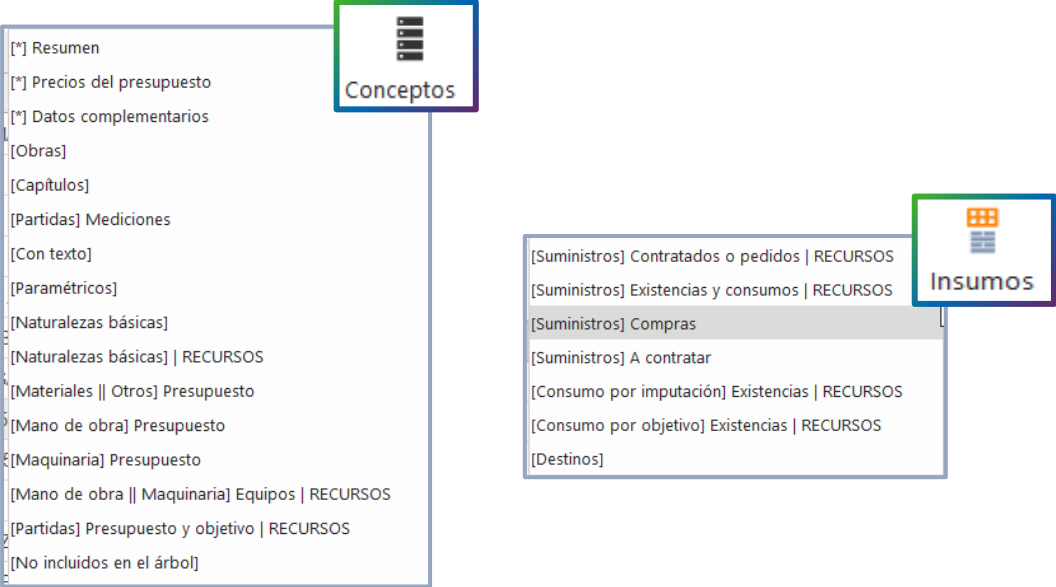 Conceptos
[*] Resumen
[*] Precios del presupuesto
[*] Datos complementarios
[Obras]
[Capítulos]
[Partidas] Mediciones
[Con texto]
[Paramétricos]
[Naturalezas básicas]
[Naturalezas básicas] | RECURSOS
[Materiales || Otros] Presupuesto
[Mano de obra] Presupuesto
[Maquinaria] Presupuesto
[Mano de obra || Maquinaria] Equipos | RECURSOS
[Partidas] Presupuesto y objetivo | RECURSOS
[No incluidos en el árbol]
Insumos
[Suministros] Contratados o pedidos | RECURSOS
[Suministros] Existencias y consumos | RECURSOS
[Suministros] Compras
[Suministros] A contratar
[Consumo por imputación] Existencias | RECURSOS
[Consumo por objetivo] Existencias | RECURSOS
[Destinos]